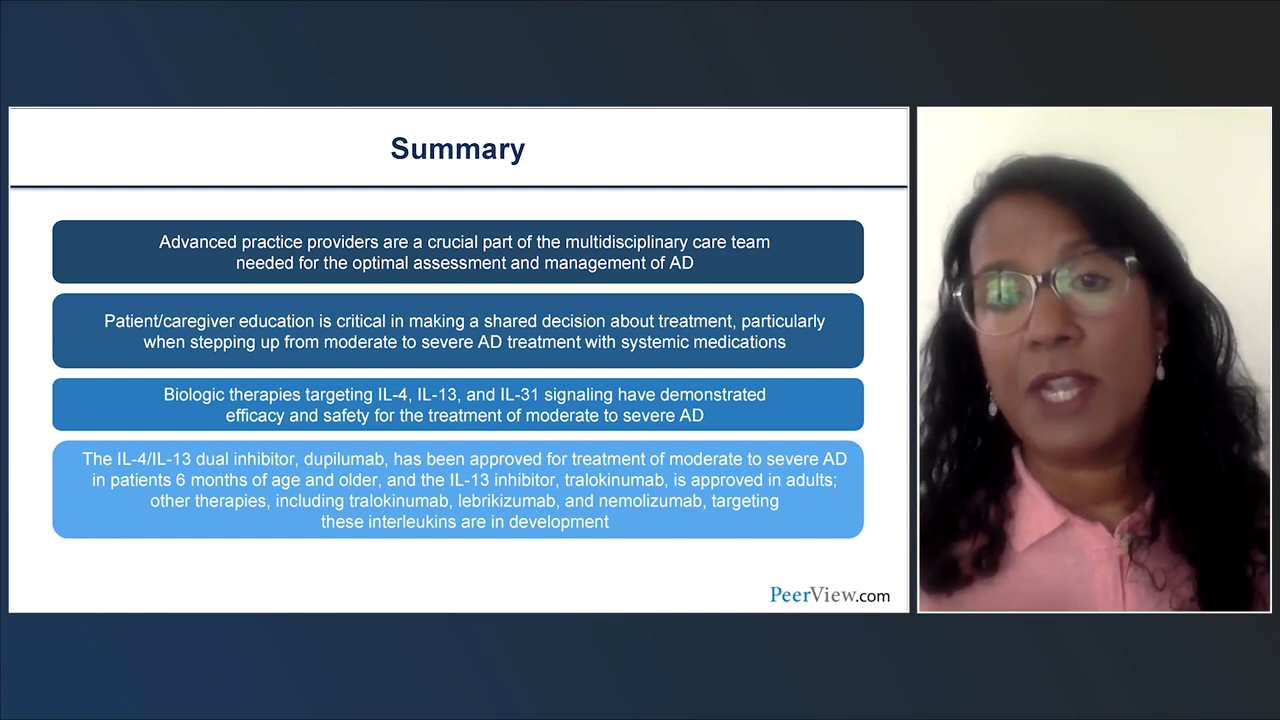 Summary
Advanced practice providers are a crucial part of the multidisciplinary care team
needed for the optimal assessment and management of AD
Patient/caregiver education is critical in making a shared decision about treatment, particularly
when stepping up from moderate to severe AD treatment with systemic medications
Biologic therapies targeting IL-4, IL-13, and IL-31 signaling have demonstrated
efficacy and safety for the treatment of moderate to severe AD
The IL-4/IL-13 dual inhibitor, dupilumab, has been approved for treatment of moderate to severe AD
in patients 6 months of age and older, and the IL-13 inhibitor, tralokinumab, is approved in adults;
other therapies, including tralokinumab, lebrikizumab, and nemolizumab, targeting
these interleukins are in development
PeerView.com